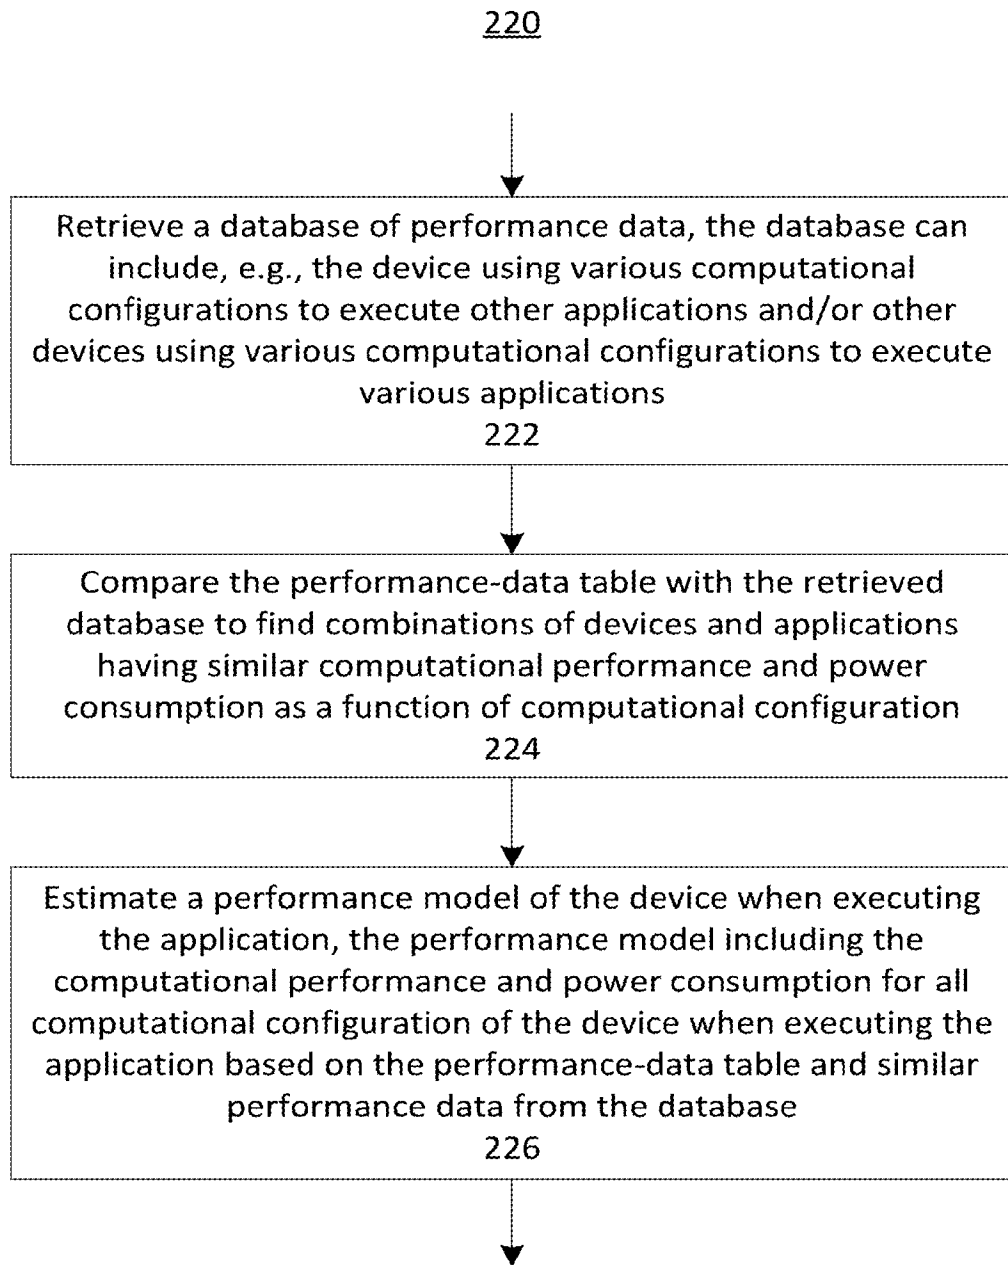 220
Retrieve a database of performance data, the database can
include, e.g., the device using various computational
configurations to execute other applications and/or other
devices using various computational configurations to execute
various applications
222
Compare the performance-data table with the retrieved
database to find combinations of devices and applications
having similar computational performance and power
consumption as a function of computational configuration
224
Estimate a performance model of the device when executing
the application, the performance model including the
computational performance and power consumption for all
computational configuration of the device when executing the
application based on the performance-data table and similar
performance data from the database
226